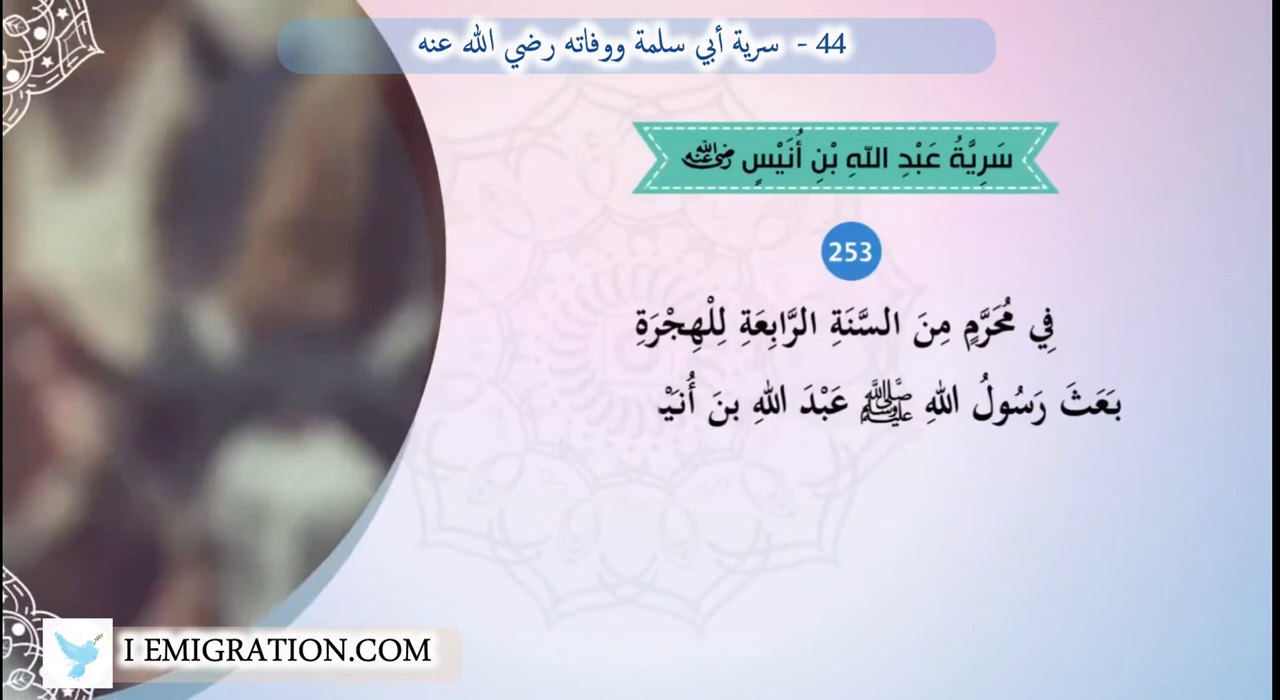 44 - سرية أبي سلمة ووفاته رضي الله عنه
سَرِيَّةُ عَبْدِ اللّهِ بْنِ أُنَيْسٍ رضي الله عنه
253
فِي مُحَرَّمٍ مِنَ السَّنَةِ الرَّابِعَةِ لِلْهِجْرَةِ
بَعَثَ رَسُولُ اللهِ ﷺ عَبْدَ اللهِ بنَ أُنَيْ
I EMIGRATION.COM